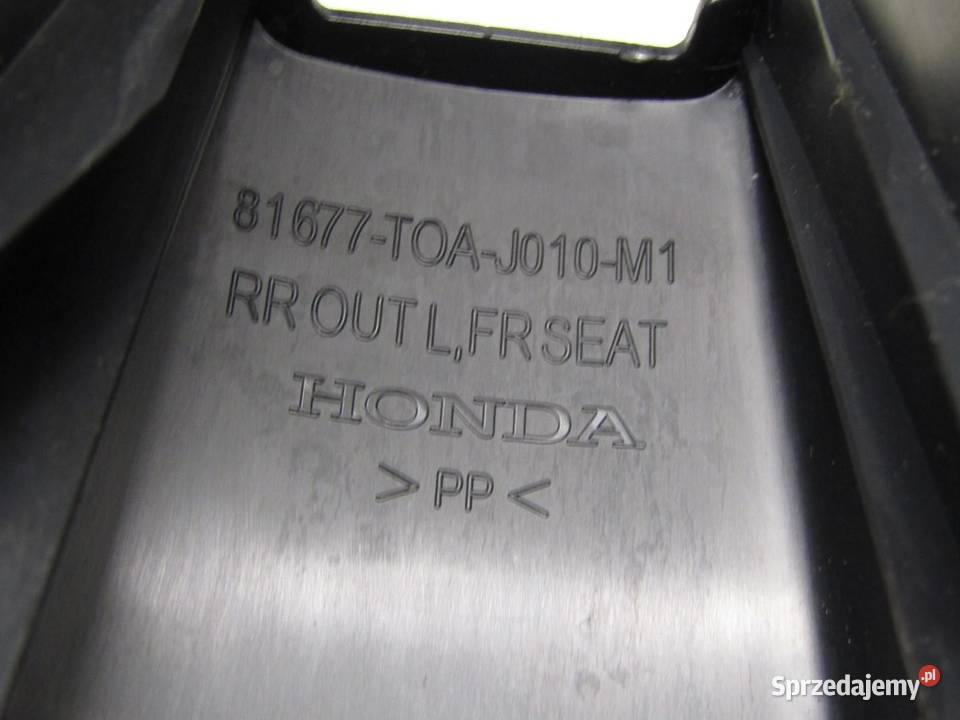 81677-TOA-J010-M1
RR OUT L,FR SEAT
HONDA
>PP<
Sprzedajemy.pl